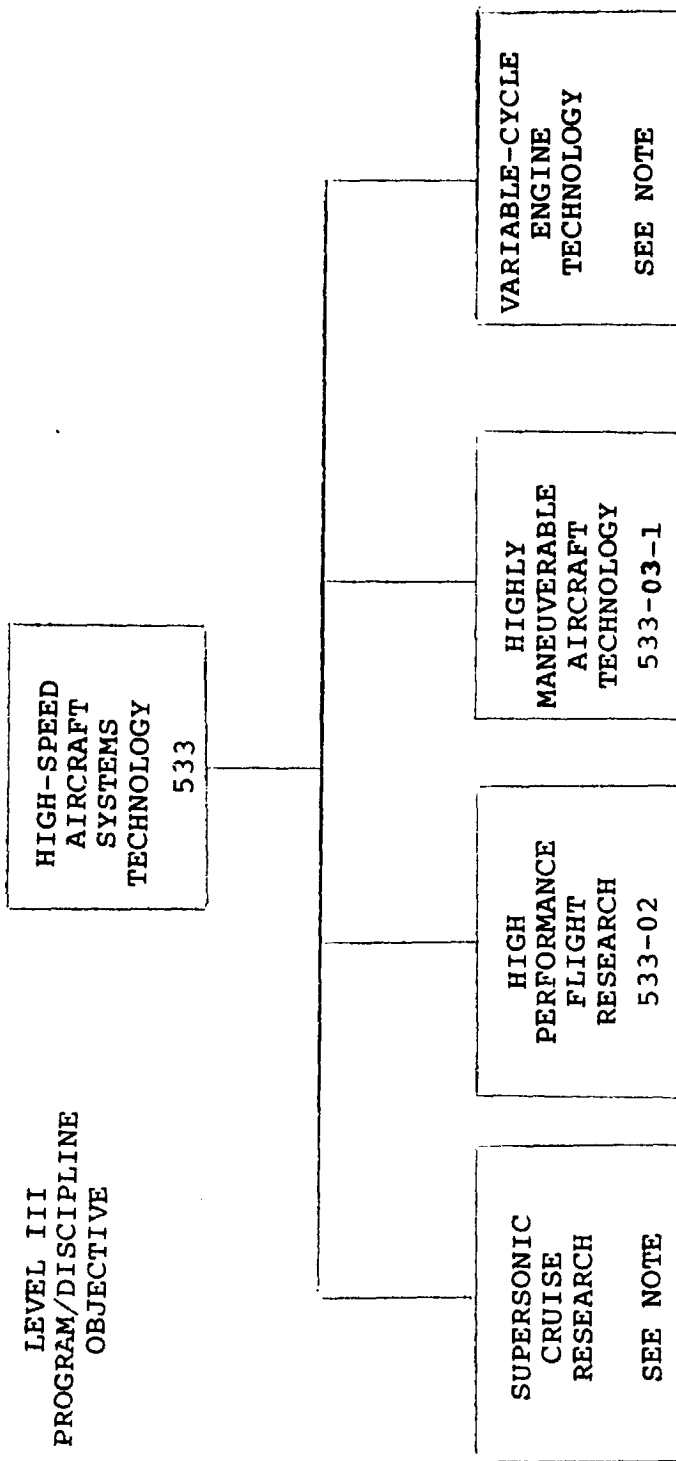 LEVEL III
PROGRAM/DISCIPLINE
OBJECTIVE
HIGH-SPEED
AIRCRAFT
SYSTEMS
TECHNOLOGY
533
SUPERSONIC
CRUISE
RESEARCH
SEE NOTE
HIGH
PERFORMANCE
FLIGHT
RESEARCH
533-02
HIGHLY
MANEUVERABLE
AIRCRAFT
TECHNOLOGY
533-03-1
VARIABLE-CYCLE
ENGINE
TECHNOLOGY
SEE NOTE